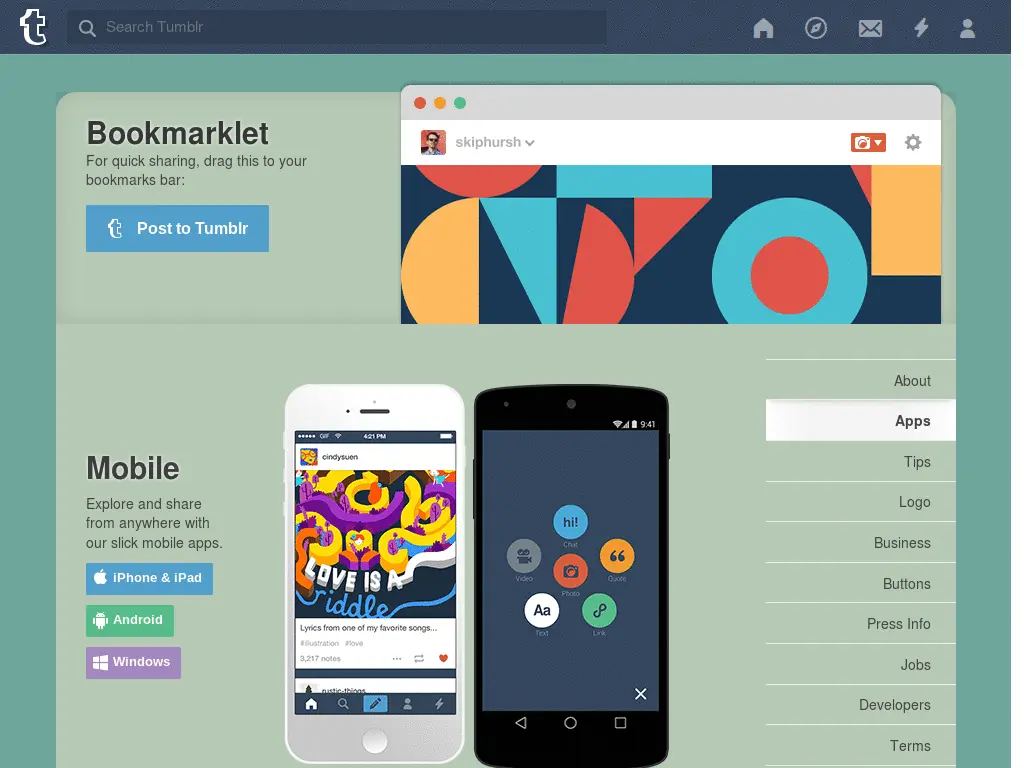 Search Tumblr
Bookmarklet
For quick sharing, drag this to your
bookmarks bar:
Post to Tumblr
skiphursh
Mobile
Explore and share
from anywhere with
our slick mobile apps.
iPhone & iPad
Android
Windows
GIF 4:21 PM
cindysuen
LOVE IS A
riddle
Lyrics from one of my favorite songs...
#illustration #love
3,217 notes
rustic-things
9:41
hi!
Chat
Video
Quote
Photo
Aa
Text
Link
About
Apps
Tips
Logo
Business
Buttons
Press Info
Jobs
Developers
Terms